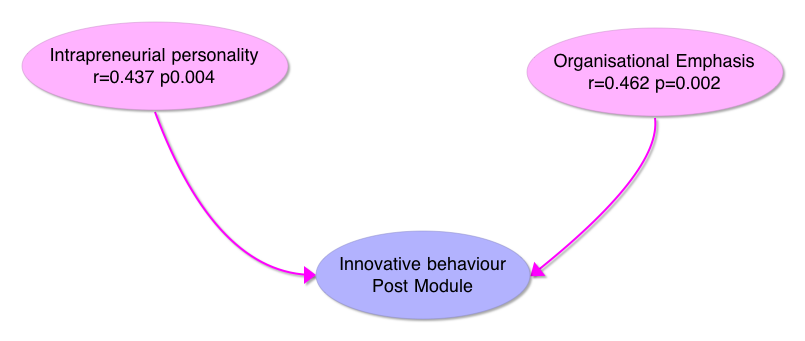 Intrapreneurial personality
r=0.437 p0.004
Organisational Emphasis
r=0.462 p=0.002
Innovative behaviour
Post Module